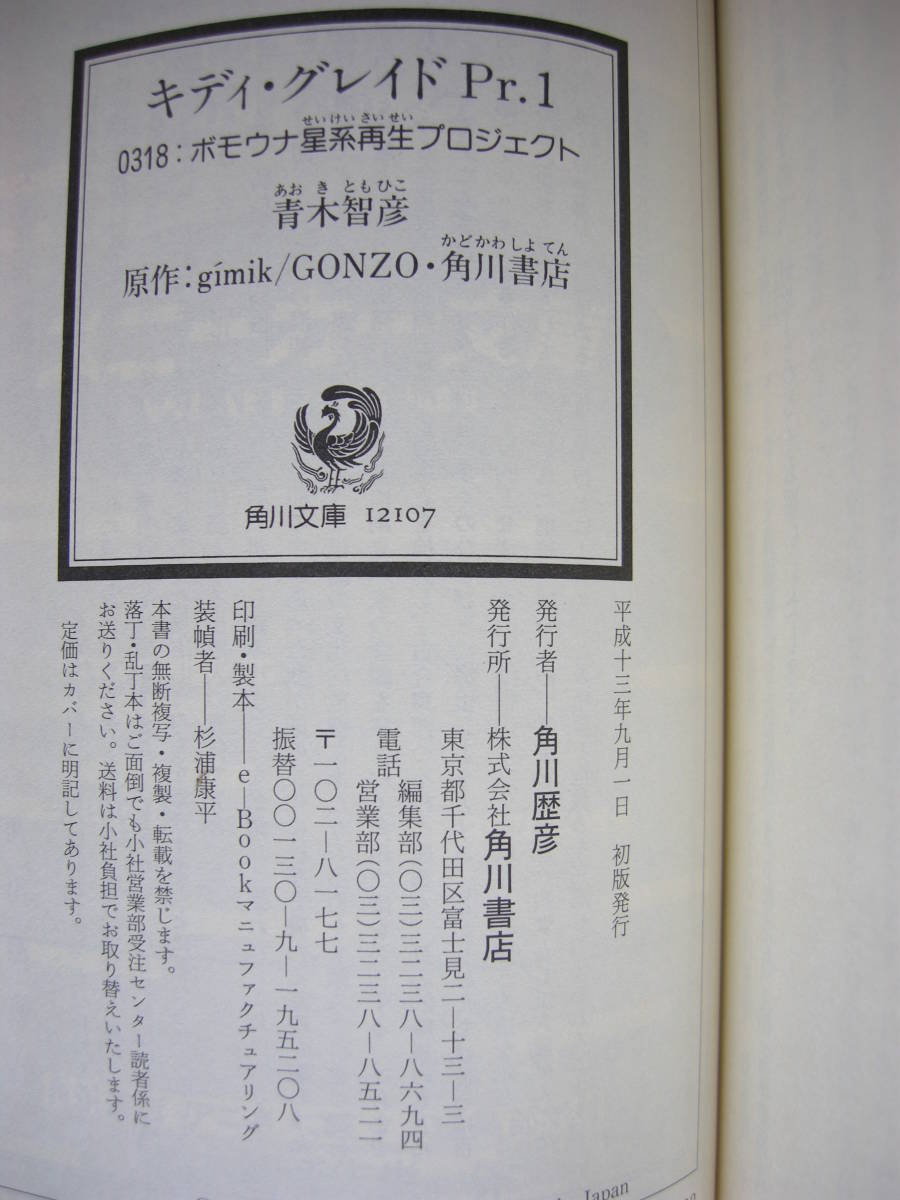 キディ・グレイド Pr.1
せいけいさいせい
0318：ボモウナ星系再生プロジェクト
あおき ともひこ
青木智彦
かどかわしよてん
原作：gímik/GONZO・角川書店
角川文庫 12107
平成十三年九月一日 初版発行
発行者——角川歴彦
発行所——株式会社角川書店
東京都千代田区富士見二—十三—三
電話 編集部（〇三）三二三八—八六九四
営業部（〇三）三二三八—八五二一
〒一〇二—八一七七
振替〇〇一三〇—九—一九五二〇八
印刷・製本——e—Bookマニュファクチュアリング
装幀者——杉浦康平
本書の無断複写・複製・転載を禁じます。
落丁・乱丁本はご面倒でも小社営業部受注センター読者係に
お送りください。送料は小社負担でお取り替えいたします。
定価はカバーに明記してあります。
Japan